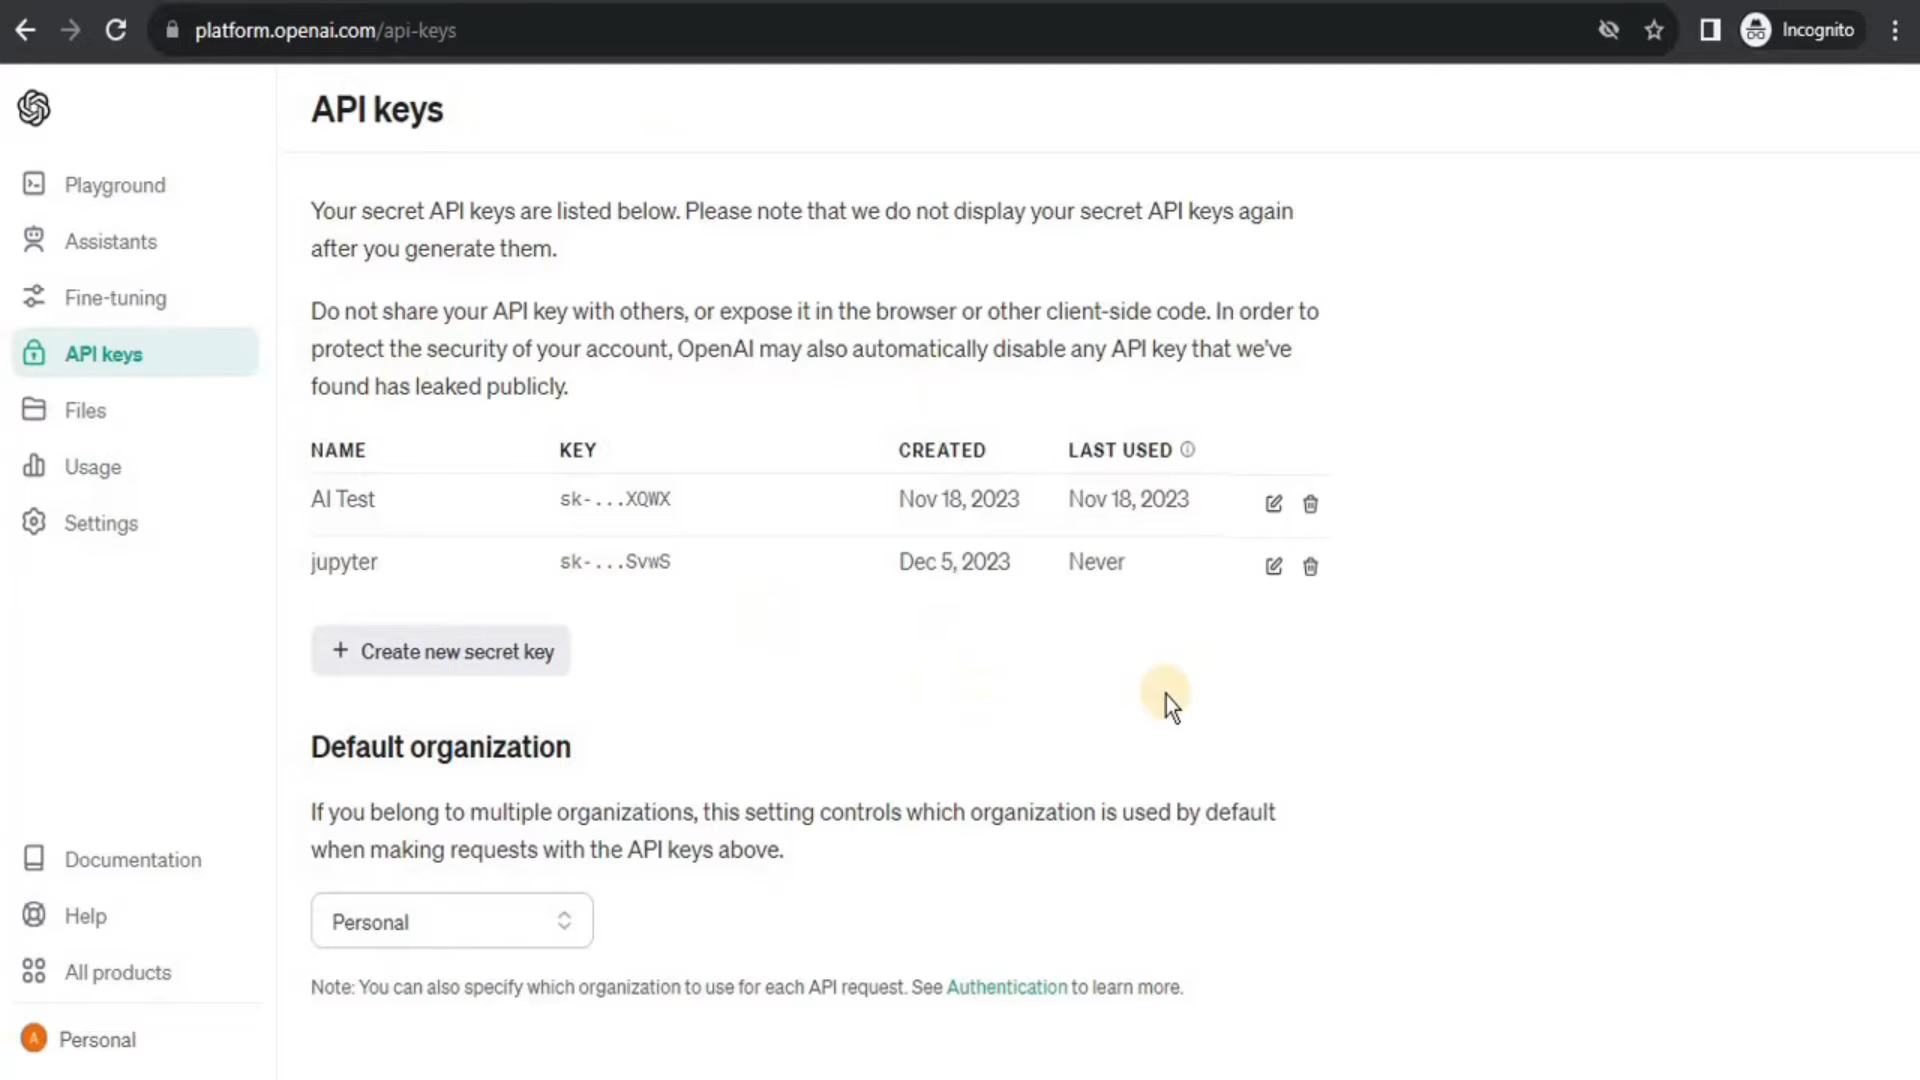 platform.openai.com/api-keys
Incognito
API keys
Playground
Assistants
Fine-tuning
API keys
Files
Usage
Settings
Your secret API keys are listed below. Please note that we do not display your secret API keys again
after you generate them.
Do not share your API key with others, or expose it in the browser or other client-side code. In order to
protect the security of your account, OpenAI may also automatically disable any API key that we've
found has leaked publicly.
NAME KEY CREATED LAST USED
AI Test sk-...XQWX Nov 18, 2023 Nov 18, 2023
jupyter sk-...SvwS Dec 5, 2023 Never
+ Create new secret key
Default organization
If you belong to multiple organizations, this setting controls which organization is used by default
when making requests with the API keys above.
Personal
Note: You can also specify which organization to use for each API request. See Authentication to learn more.
Documentation
Help
All products
A Personal